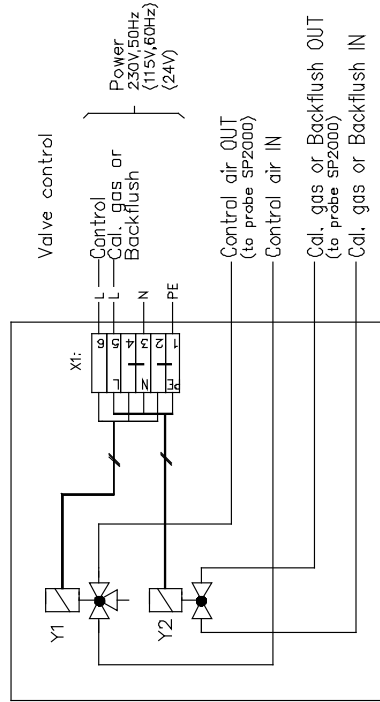 Valve control
Power
230V,50Hz
(115V,60Hz)
(24V)
L Control
L Cal. gas or
Backflush
N
PE
X1:
6
5 L
4
3 N
2
1 PE
Y1
Y2
Control air OUT
(to probe SP2000)
Control air IN
Cal. gas or Backflush OUT
(to probe SP2000)
Cal. gas or Backflush IN